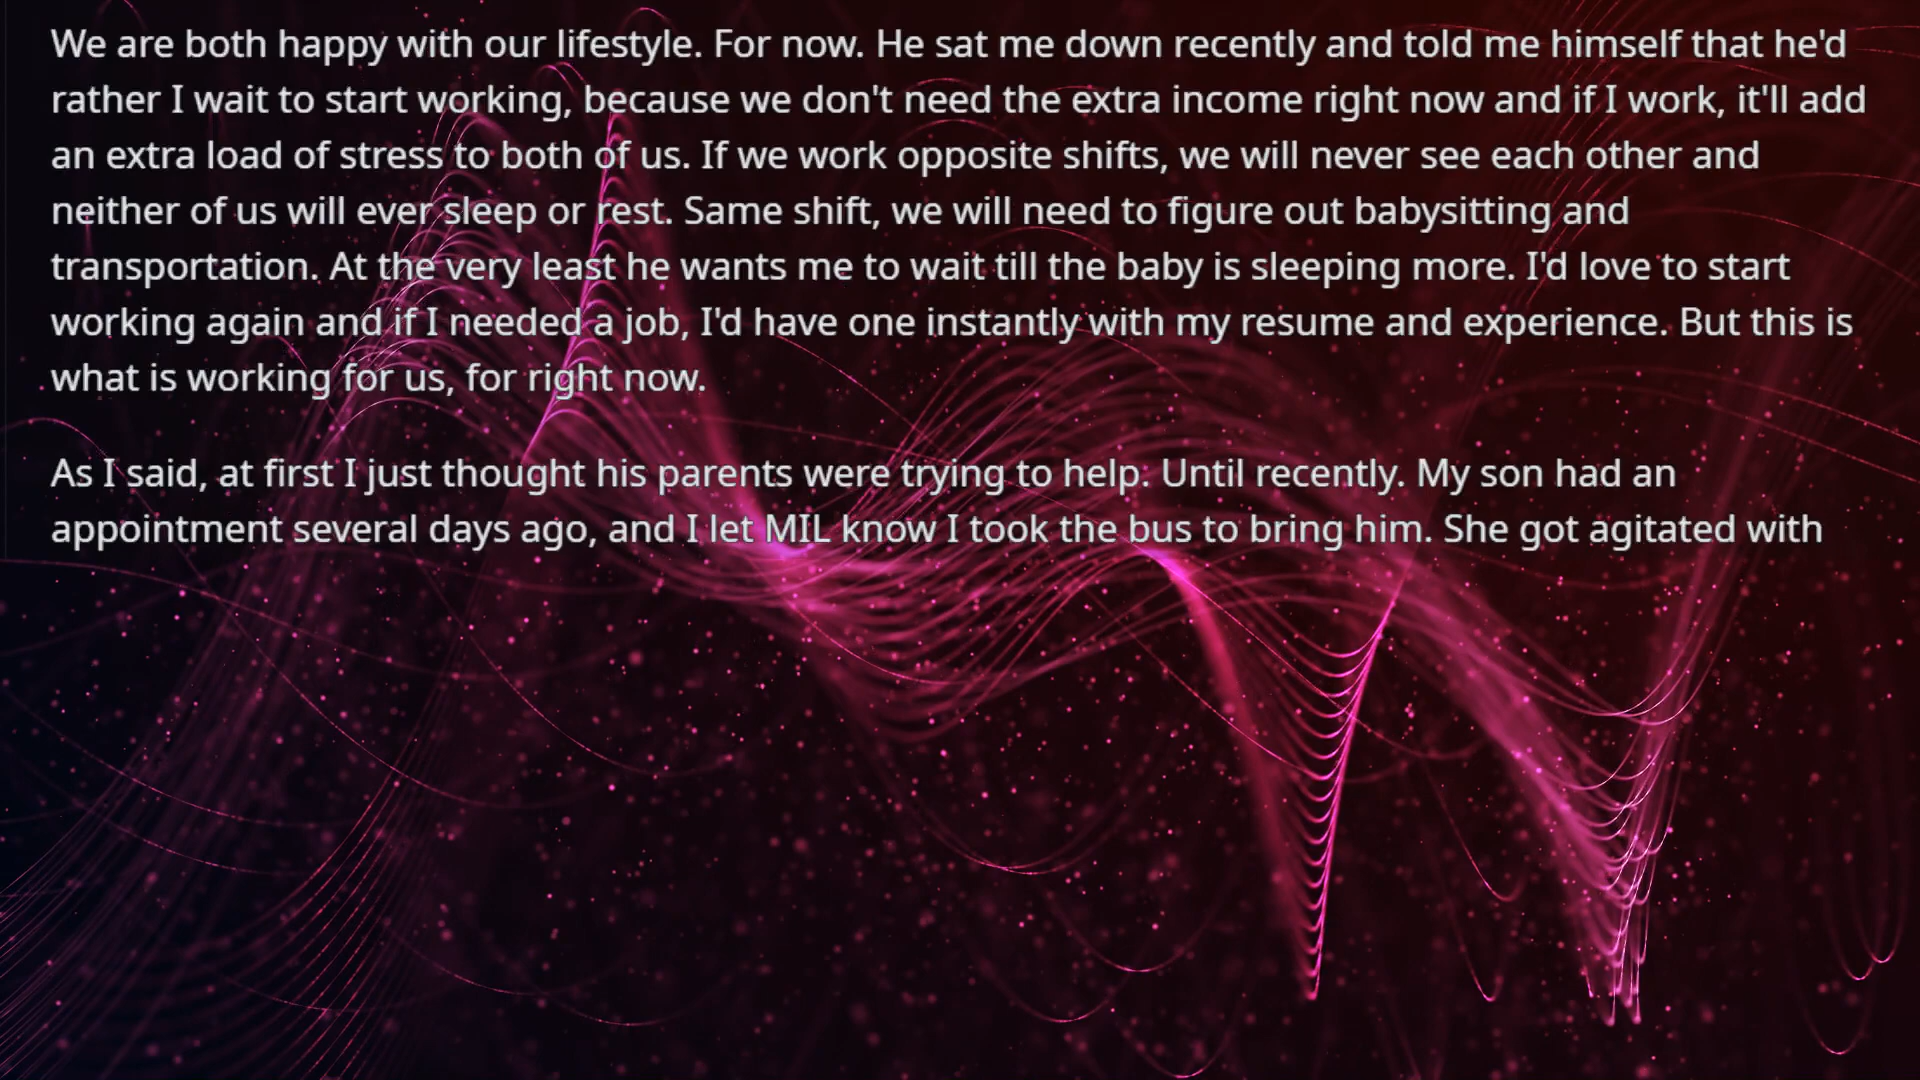 We are both happy with our lifestyle. For now. He sat me down recently and told me himself that he'd
rather I wait to start working, because we don't need the extra income right now and if I work, it'll add
an extra load of stress to both of us. If we work opposite shifts, we will never see each other and
neither of us will ever sleep or rest. Same shift, we will need to figure out babysitting and
transportation. At the very least he wants me to wait till the baby is sleeping more. I'd love to start
working again and if I needed a job, I'd have one instantly with my resume and experience. But this is
what is working for us, for right now.
As I said, at first I just thought his parents were trying to help. Until recently. My son had an
appointment several days ago, and I let MIL know I took the bus to bring him. She got agitated with